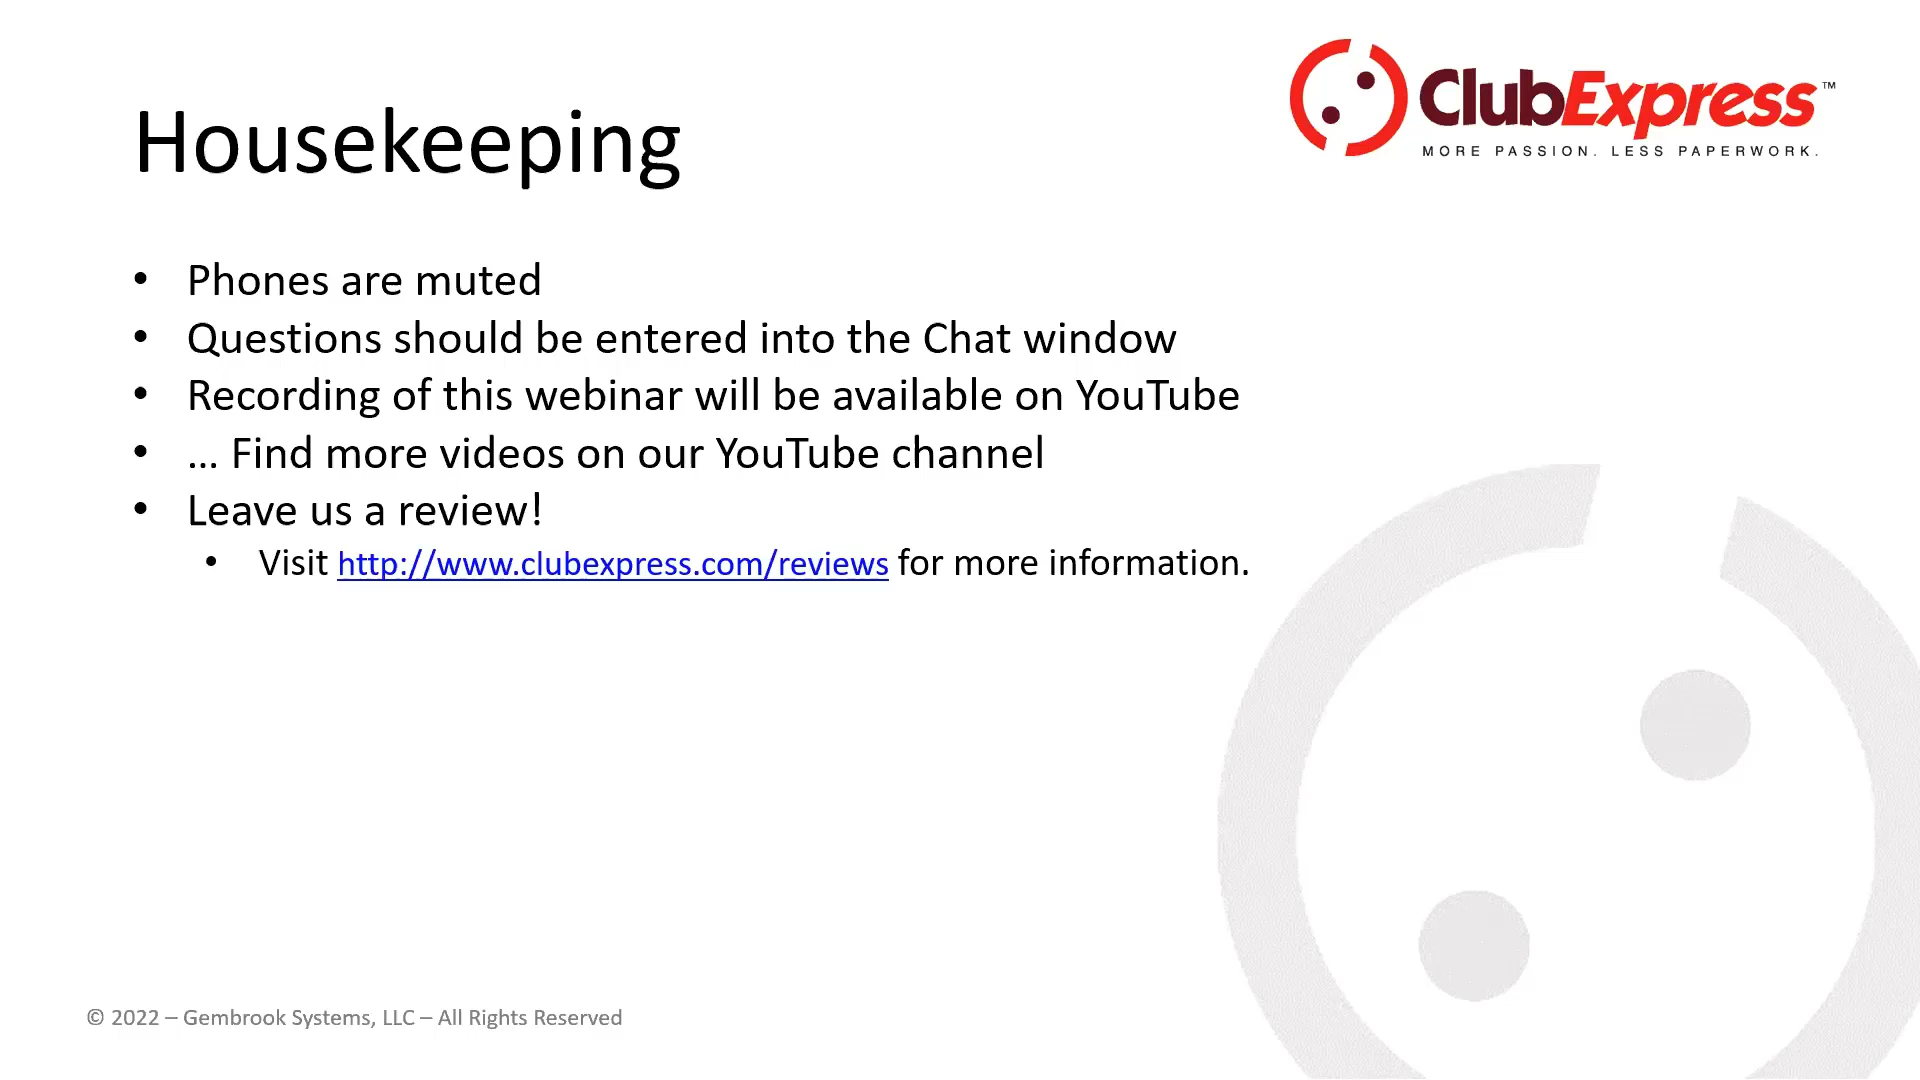 ClubExpress™
MORE PASSION. LESS PAPERWORK.
Housekeeping
• Phones are muted
• Questions should be entered into the Chat window
• Recording of this webinar will be available on YouTube
• ... Find more videos on our YouTube channel
• Leave us a review!
• Visit http://www.clubexpress.com/reviews for more information.
© 2022 – Gembrook Systems, LLC – All Rights Reserved